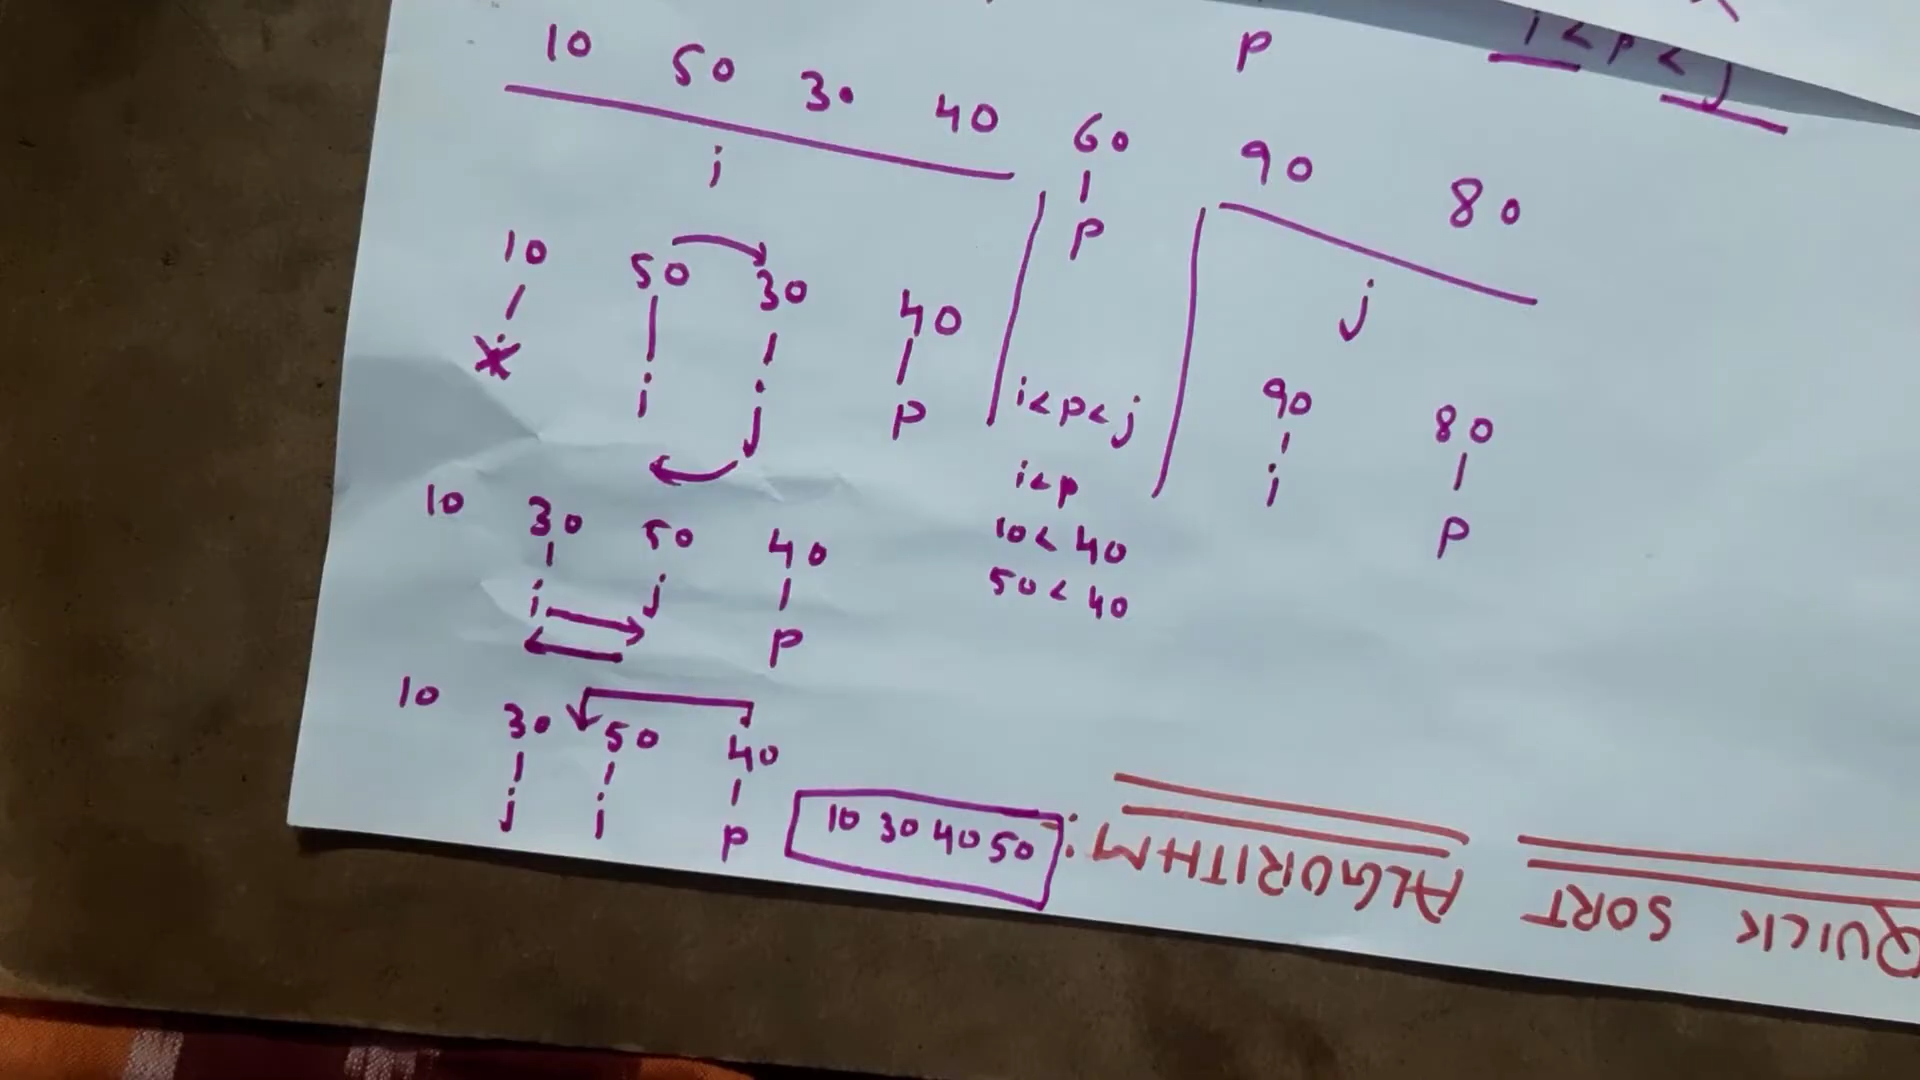 i < p < j
p
10 50 30 40 60 90 80
i p j
10 50 30 40
i j p
i<p<j
90 80
i p
i<p
10 < 40
50 < 40
10 30 50 40
i j p
10 30 50 40
j i p
10 30 40 50
QUICK SORT ALGORITHM: